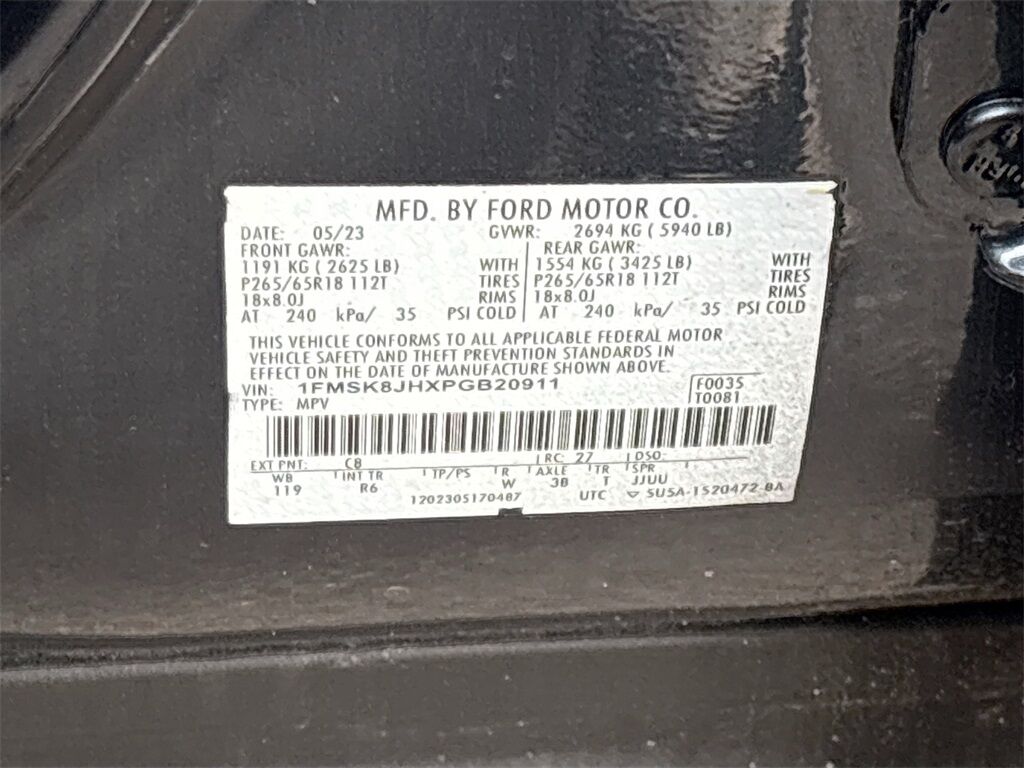 MFD. BY FORD MOTOR CO.
DATE: 05/23 GVWR: 2694 KG ( 5940 LB)
FRONT GAWR: REAR GAWR:
1191 KG ( 2625 LB) WITH 1554 KG ( 3425 LB) WITH
P265/65R18 112T TIRES P265/65R18 112T TIRES
18x8.0J RIMS 18x8.0J RIMS
AT 240 kPa/ 35 PSI COLD AT 240 kPa/ 35 PSI COLD
THIS VEHICLE CONFORMS TO ALL APPLICABLE FEDERAL MOTOR
VEHICLE SAFETY AND THEFT PREVENTION STANDARDS IN
EFFECT ON THE DATE OF MANUFACTURE SHOWN ABOVE.
VIN: 1FMSK8JHXPGB20911 F0035
TYPE: MPV T0081
EXT PNT: C8 RC: 27 DSO:
WB INT TR TP/PS R AXLE TR SPR
119 R6 W 3B T JJUU
1202305170487 UTC ▽ 5U5A-1520472-BA